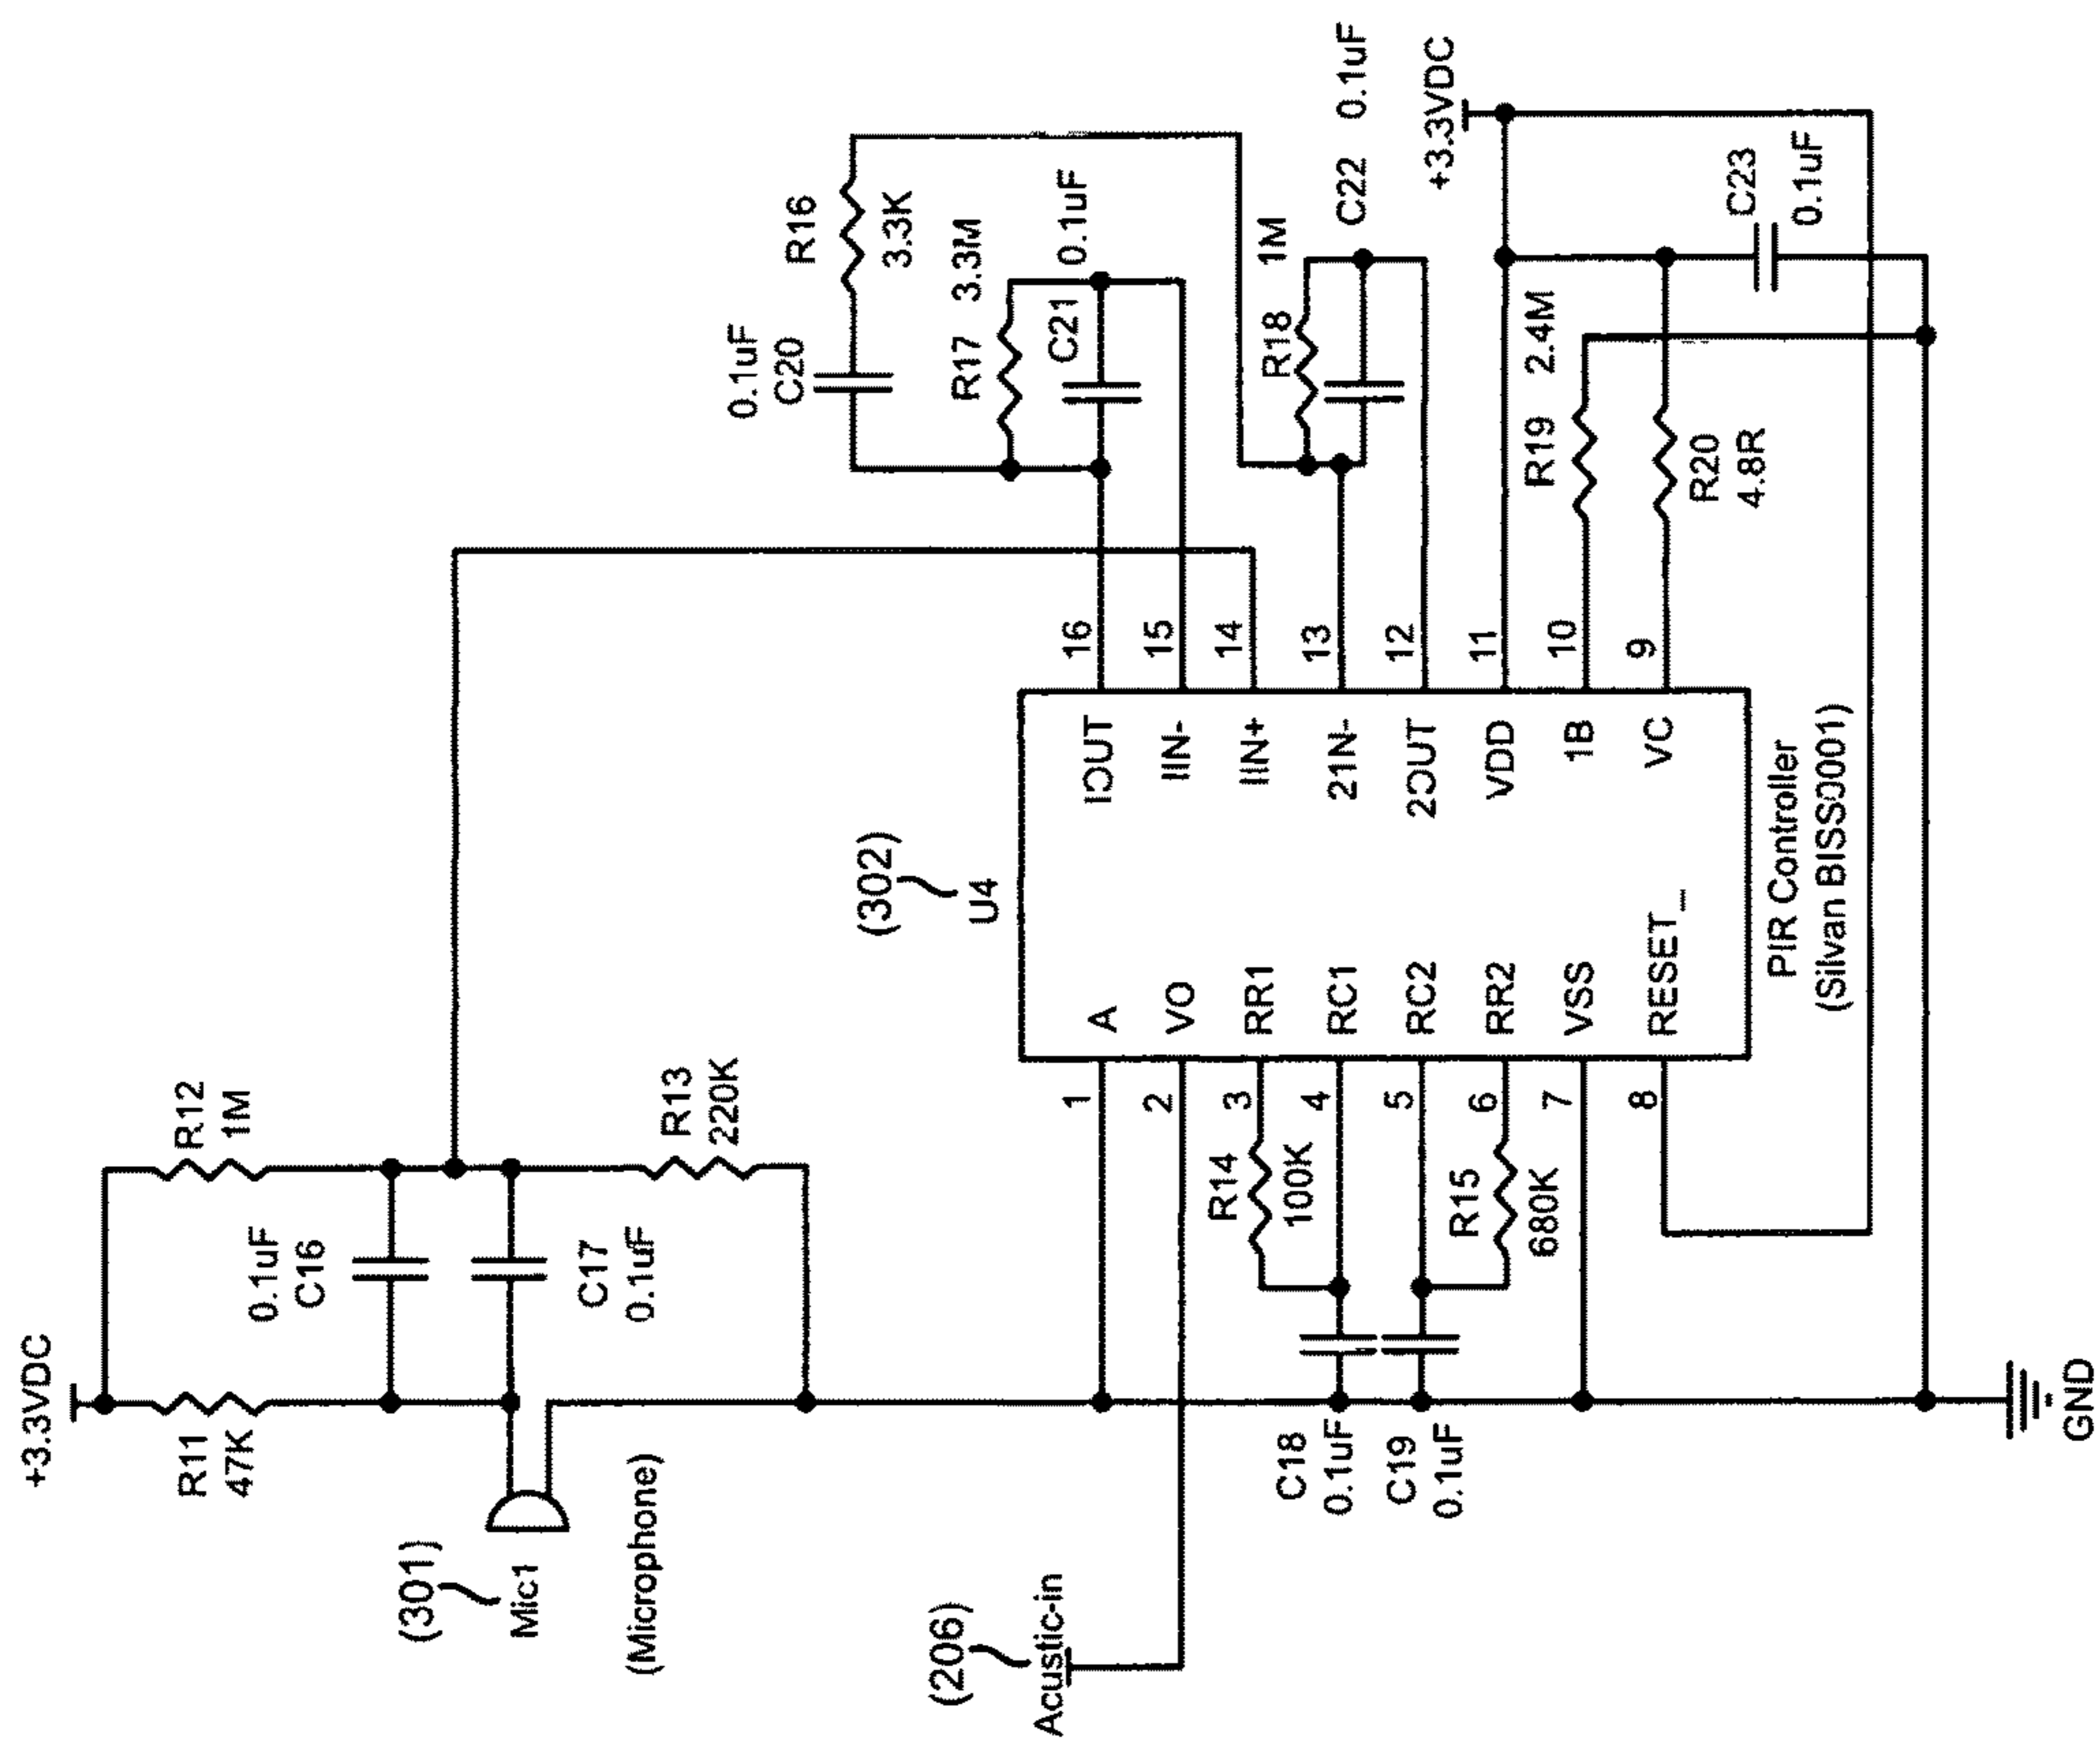 +3.3VDC
R11
47K
R12
1M
0.1uF
C16
C17
0.1uF
R13
220K
(301)
Mic1
(Microphone)
(206)
Acustic-in
0.1uF
C20
R16
3.3K
R17 3.3M
C21 0.1uF
R18 1M
C22 0.1uF
+3.3VDC
R19 2.4M
R20
4.8R
C23
0.1uF
(302)
U4
A
VO
RR1
RC1
RC2
RR2
VSS
RESET_
1
2
3
4
5
6
7
8
IOUT
IIN-
IIN+
21N-
2OUT
VDD
1B
VC
16
15
14
13
12
11
10
9
R14
100K
R15
680K
C18
0.1uF
C19
0.1uF
PIR Controller
(Silvan BISS0001)
GND